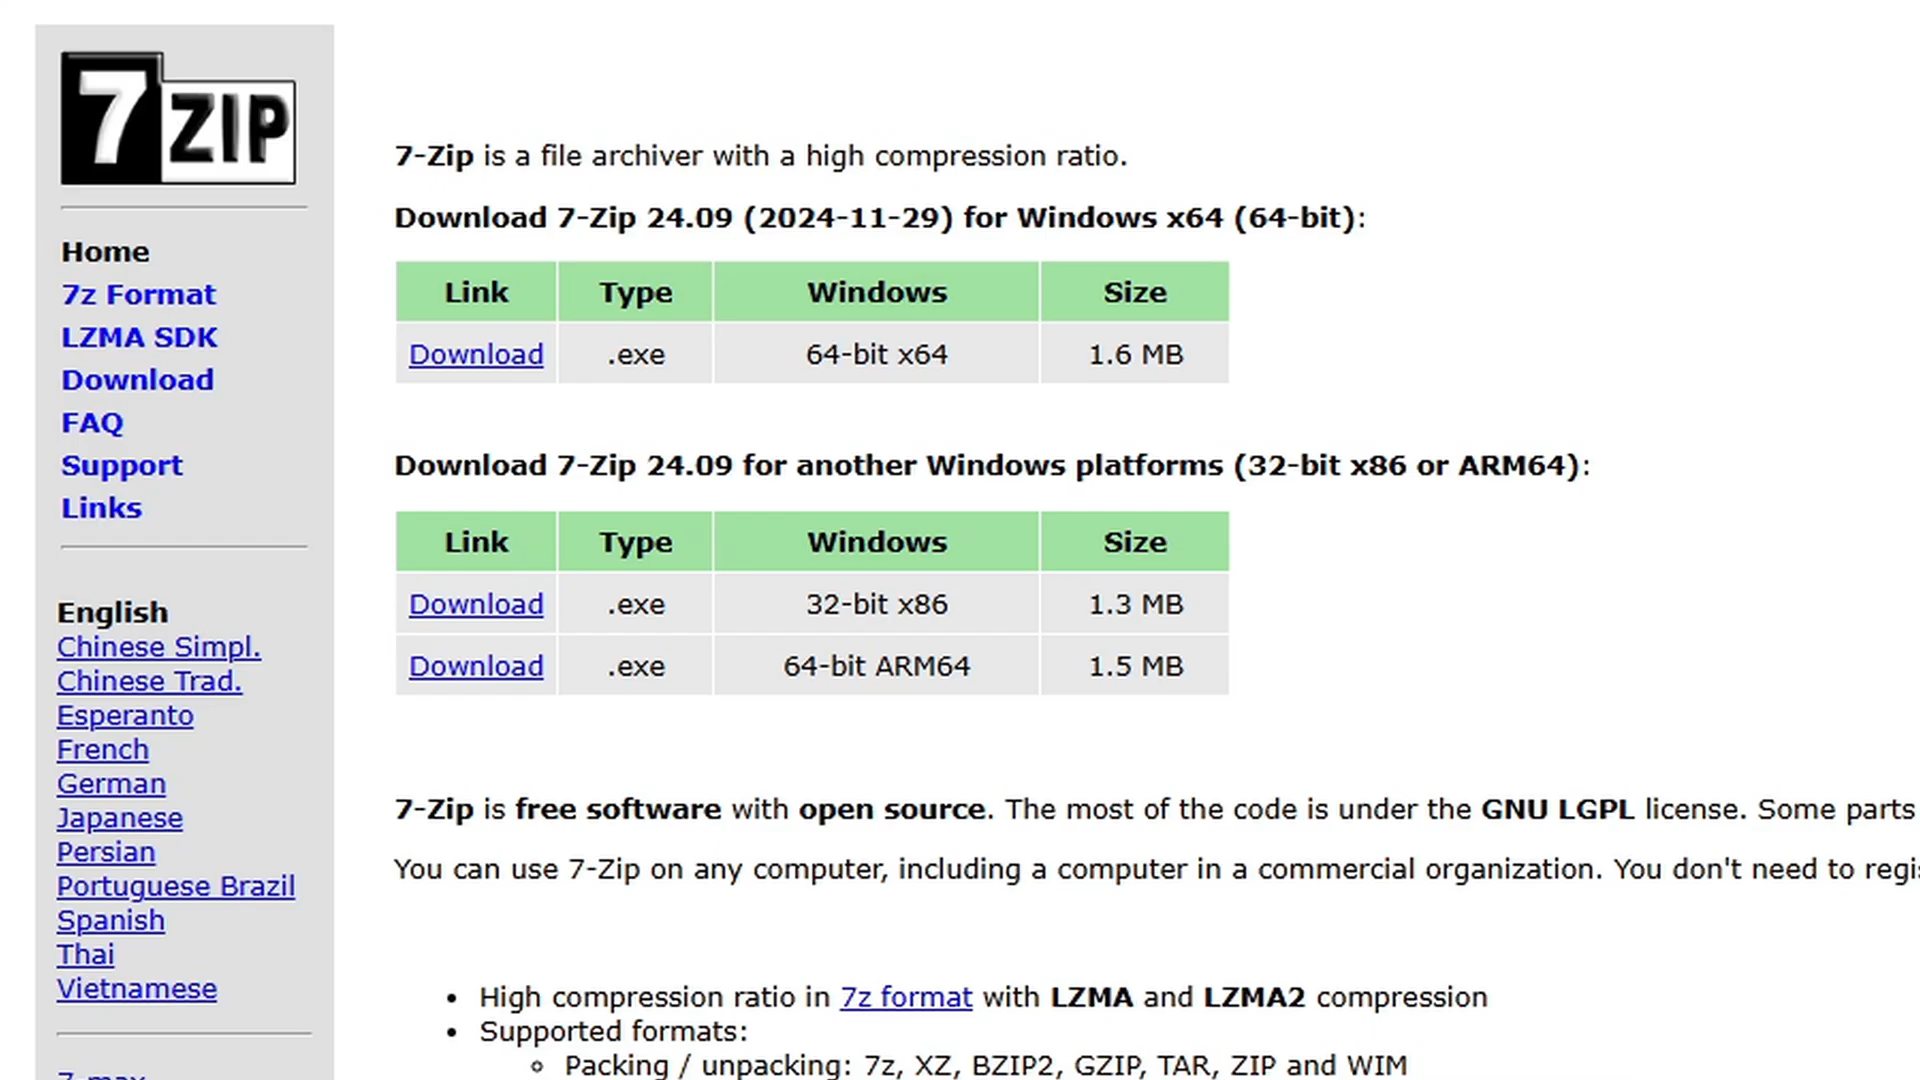 7 ZIP
Home
7z Format
LZMA SDK
Download
FAQ
Support
Links
English
Chinese Simpl.
Chinese Trad.
Esperanto
French
German
Japanese
Persian
Portuguese Brazil
Spanish
Thai
Vietnamese
7-Zip is a file archiver with a high compression ratio.
Download 7-Zip 24.09 (2024-11-29) for Windows x64 (64-bit):
Link Type Windows Size
Download .exe 64-bit x64 1.6 MB
Download 7-Zip 24.09 for another Windows platforms (32-bit x86 or ARM64):
Link Type Windows Size
Download .exe 32-bit x86 1.3 MB
Download .exe 64-bit ARM64 1.5 MB
7-Zip is free software with open source. The most of the code is under the GNU LGPL license. Some parts
You can use 7-Zip on any computer, including a computer in a commercial organization. You don't need to regi
• High compression ratio in 7z format with LZMA and LZMA2 compression
• Supported formats:
◦ Packing / unpacking: 7z, XZ, BZIP2, GZIP, TAR, ZIP and WIM